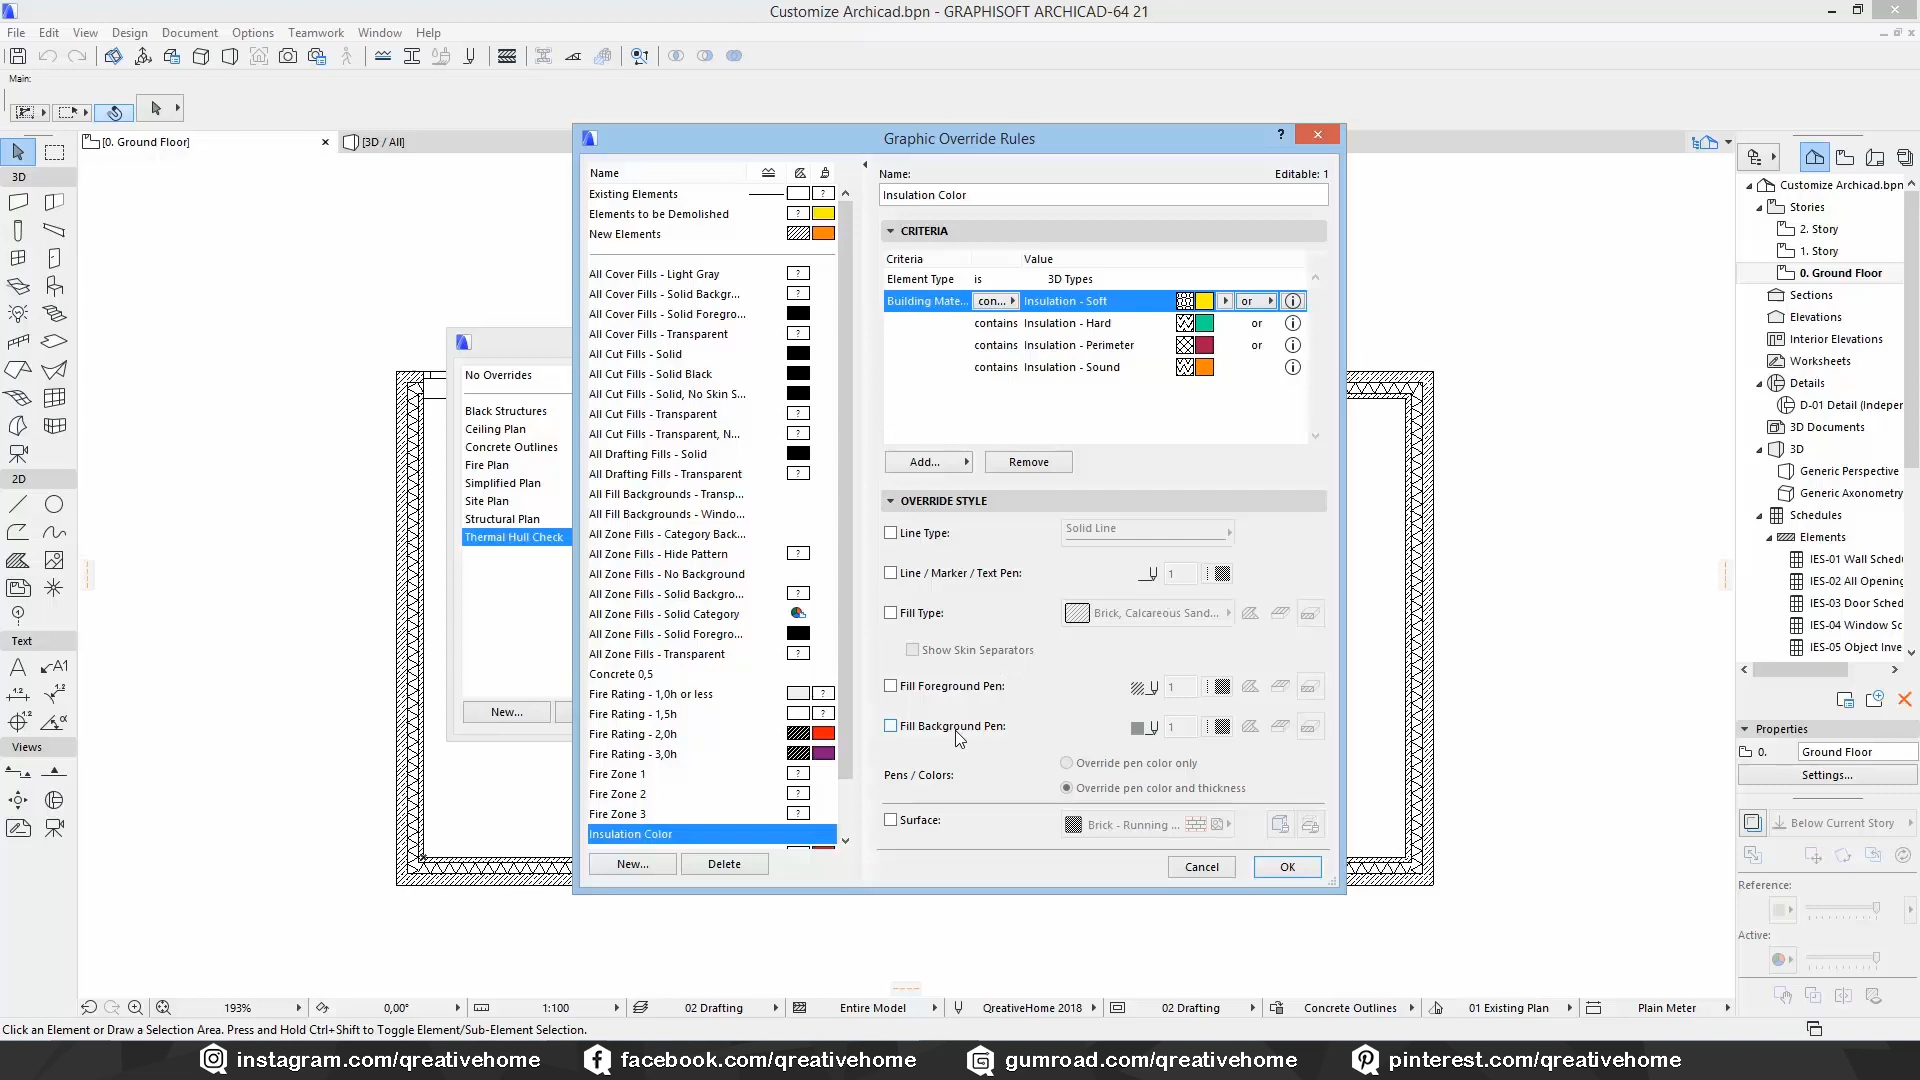 Customize Archicad.bpn - GRAPHISOFT ARCHICAD-64 21
File Edit View Design Document Options Teamwork Window Help
Main:
[0. Ground Floor] [3D / All]
3D
2D
Text
A A1
1.2 1.2
Views
No Overrides
Black Structures
Ceiling Plan
Concrete Outlines
Fire Plan
Simplified Plan
Site Plan
Structural Plan
Thermal Hull Check
New...
Graphic Override Rules
?
Name
Existing Elements ?
Elements to be Demolished ?
New Elements
All Cover Fills - Light Gray ?
All Cover Fills - Solid Backgr... ?
All Cover Fills - Solid Foregro...
All Cover Fills - Transparent ?
All Cut Fills - Solid
All Cut Fills - Solid Black
All Cut Fills - Solid, No Skin S...
All Cut Fills - Transparent ?
All Cut Fills - Transparent, N... ?
All Drafting Fills - Solid
All Drafting Fills - Transparent ?
All Fill Backgrounds - Transp...
All Fill Backgrounds - Windo...
All Zone Fills - Category Back...
All Zone Fills - Hide Pattern ?
All Zone Fills - No Background
All Zone Fills - Solid Backgro... ?
All Zone Fills - Solid Category
All Zone Fills - Solid Foregro...
All Zone Fills - Transparent ?
Concrete 0,5
Fire Rating - 1,0h or less ?
Fire Rating - 1,5h ?
Fire Rating - 2,0h
Fire Rating - 3,0h
Fire Zone 1 ?
Fire Zone 2 ?
Fire Zone 3 ?
Insulation Color
New... Delete
Name: Editable: 1
Insulation Color
CRITERIA
Criteria Value
Element Type is 3D Types
Building Mate... con... Insulation - Soft or
contains Insulation - Hard or
contains Insulation - Perimeter or
contains Insulation - Sound
Add... Remove
OVERRIDE STYLE
Line Type: Solid Line
Line / Marker / Text Pen: 1
Fill Type: Brick, Calcareous Sand...
Show Skin Separators
Fill Foreground Pen: 1
Fill Background Pen: 1
Pens / Colors: Override pen color only
Override pen color and thickness
Surface: Brick - Running ...
Cancel OK
Customize Archicad.bpn
Stories
2. Story
1. Story
0. Ground Floor
Sections
Elevations
Interior Elevations
Worksheets
Details
D-01 Detail (Indeper
3D Documents
3D
Generic Perspective
Generic Axonometry
Schedules
Elements
IES-01 Wall Schedu
IES-02 All Opening
IES-03 Door Sched
IES-04 Window Sc
IES-05 Object Inve
Properties
0. Ground Floor
Settings...
Below Current Story
Reference:
Active:
193% 0,00° 1:100 02 Drafting Entire Model QreativeHome 2018 02 Drafting Concrete Outlines 01 Existing Plan Plain Meter
Click an Element or Draw a Selection Area. Press and Hold Ctrl+Shift to Toggle Element/Sub-Element Selection.
instagram.com/qreativehome facebook.com/qreativehome gumroad.com/qreativehome pinterest.com/qreativehome